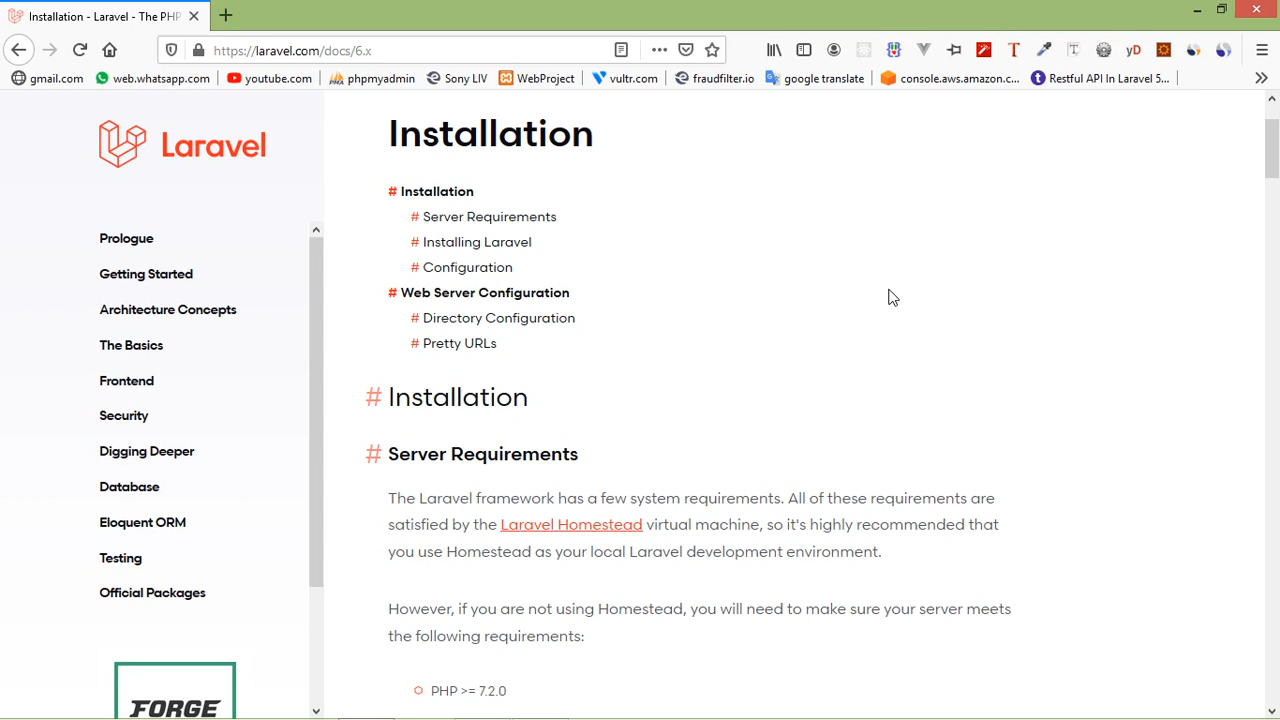 Installation - Laravel - The PHP
https://laravel.com/docs/6.x
gmail.com
web.whatsapp.com
youtube.com
phpmyadmin
Sony LIV
WebProject
vultr.com
fraudfilter.io
google translate
console.aws.amazon.c...
Restful API In Laravel 5...
Laravel
Prologue
Getting Started
Architecture Concepts
The Basics
Frontend
Security
Digging Deeper
Database
Eloquent ORM
Testing
Official Packages
FORGE
Installation
# Installation
# Server Requirements
# Installing Laravel
# Configuration
# Web Server Configuration
# Directory Configuration
# Pretty URLs
# Installation
# Server Requirements
The Laravel framework has a few system requirements. All of these requirements are
satisfied by the Laravel Homestead virtual machine, so it's highly recommended that
you use Homestead as your local Laravel development environment.
However, if you are not using Homestead, you will need to make sure your server meets
the following requirements:
PHP >= 7.2.0